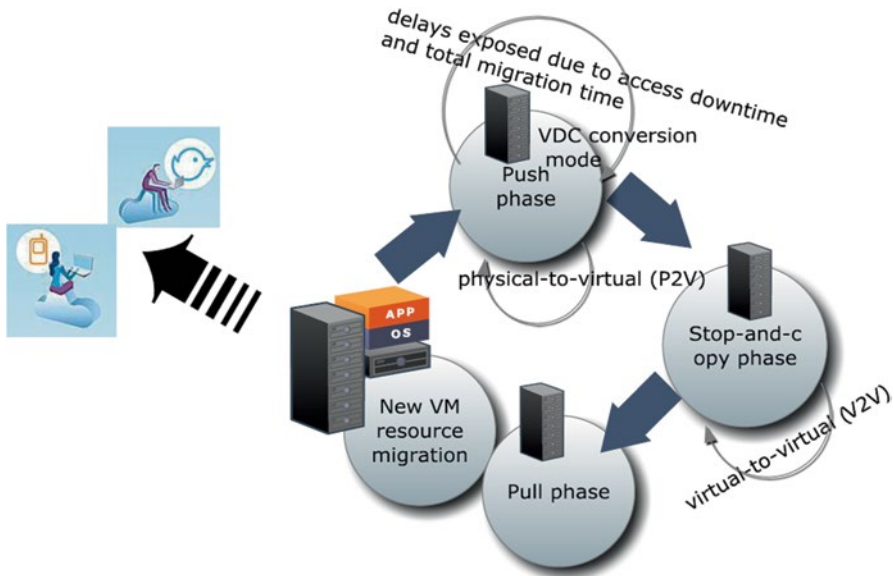 delays exposed due to access downtime
and total migration time
VDC conversion
mode
Push
phase
physical-to-virtual (P2V)
APP
OS
Stop-and-c
opy phase
New VM
resource
migration
virtual-to-virtual (V2V)
Pull phase